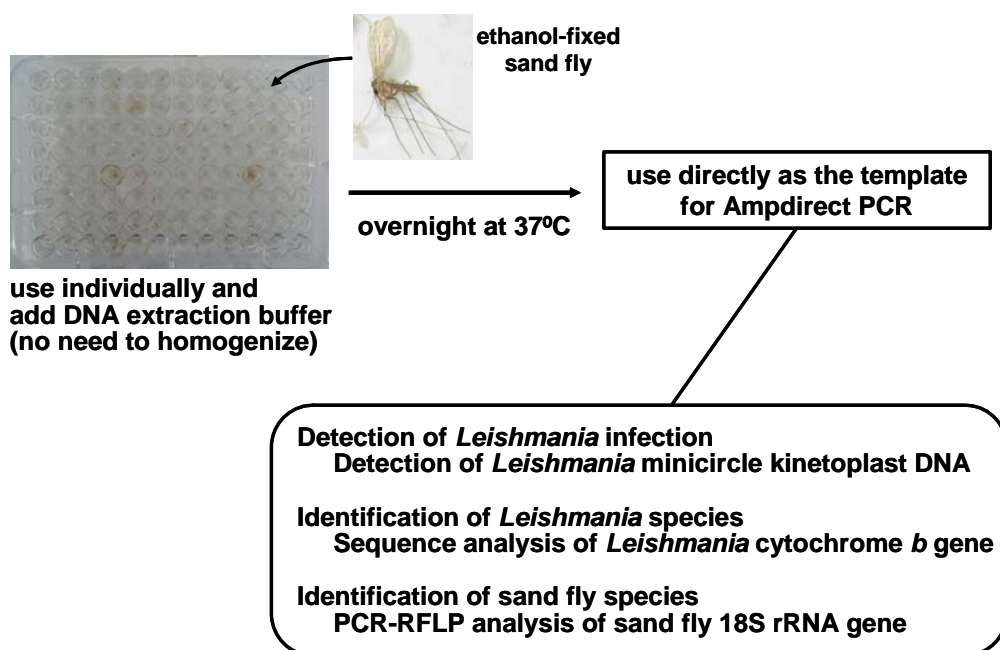 ethanol-fixed
sand fly
use individually and
add DNA extraction buffer
(no need to homogenize)
overnight at 37ºC
use directly as the template
for Ampdirect PCR
Detection of Leishmania infection
Detection of Leishmania minicircle kinetoplast DNA
Identification of Leishmania species
Sequence analysis of Leishmania cytochrome b gene
Identification of sand fly species
PCR-RFLP analysis of sand fly 18S rRNA gene